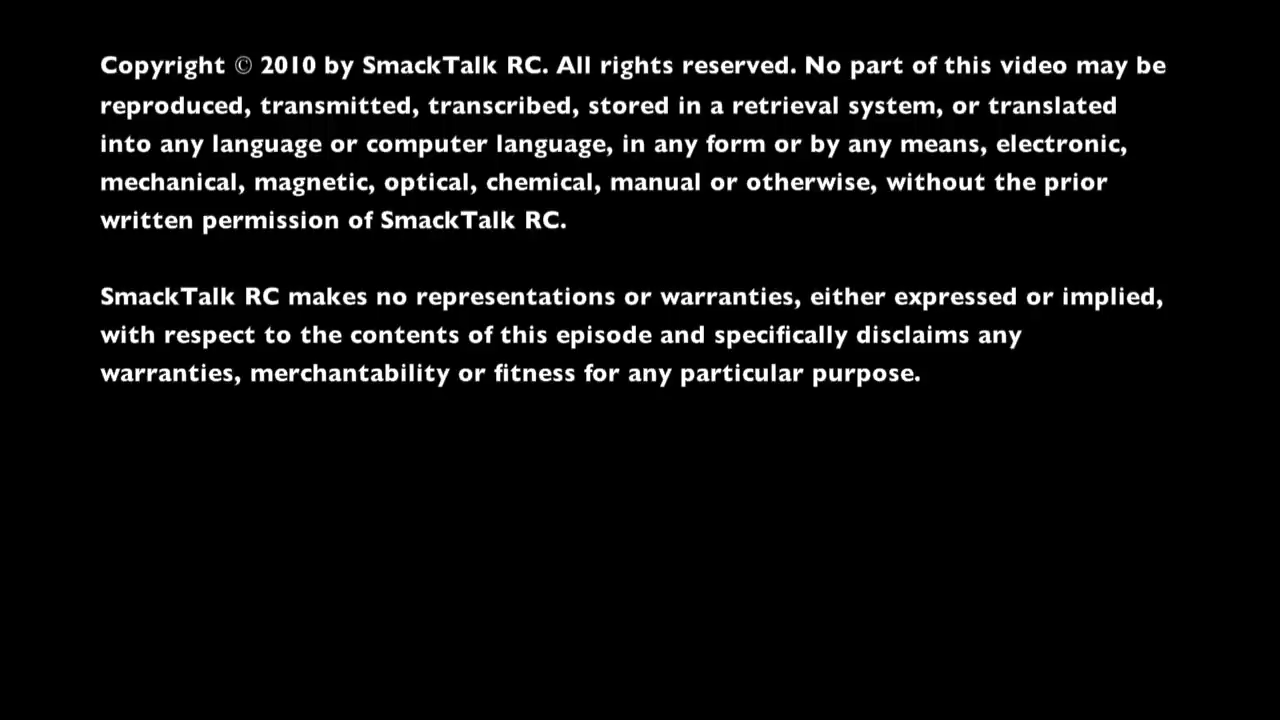 Copyright © 2010 by SmackTalk RC. All rights reserved. No part of this video may be
reproduced, transmitted, transcribed, stored in a retrieval system, or translated
into any language or computer language, in any form or by any means, electronic,
mechanical, magnetic, optical, chemical, manual or otherwise, without the prior
written permission of SmackTalk RC.
SmackTalk RC makes no representations or warranties, either expressed or implied,
with respect to the contents of this episode and specifically disclaims any
warranties, merchantability or fitness for any particular purpose.